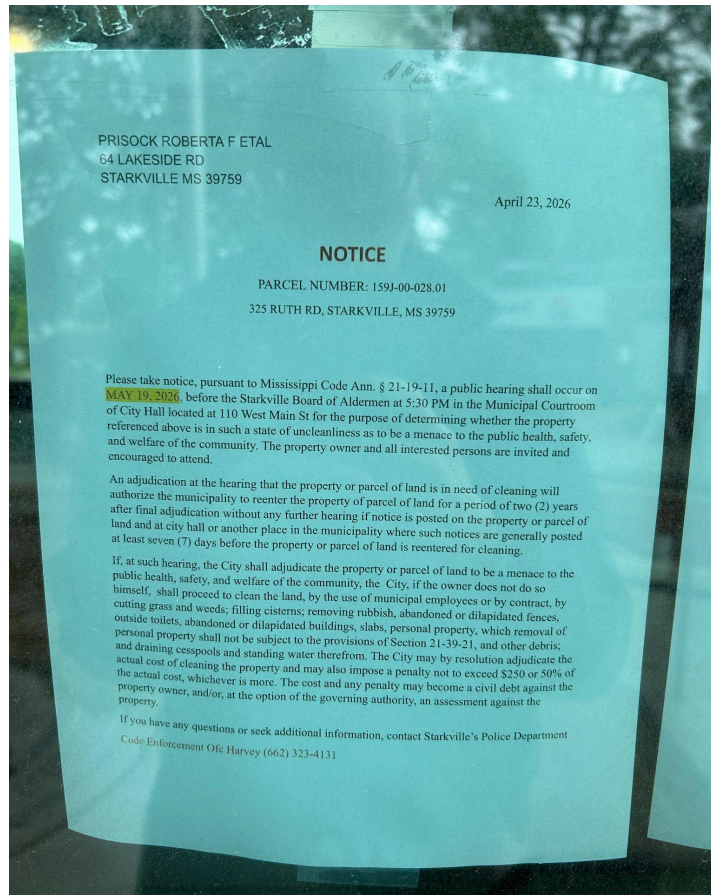 PRISOCK ROBERTA F ETAL
64 LAKESIDE RD
STARKVILLE MS 39759
April 23, 2026
NOTICE
PARCEL NUMBER: 159J-00-028.01
325 RUTH RD, STARKVILLE, MS 39759
Please take notice, pursuant to Mississippi Code Ann. § 21-19-11, a public hearing shall occur on
MAY 19, 2026, before the Starkville Board of Aldermen at 5:30 PM in the Municipal Courtroom
of City Hall located at 110 West Main St for the purpose of determining whether the property
referenced above is in such a state of uncleanliness as to be a menace to the public health, safety,
and welfare of the community. The property owner and all interested persons are invited and
encouraged to attend.
An adjudication at the hearing that the property or parcel of land is in need of cleaning will
authorize the municipality to reenter the property of parcel of land for a period of two (2) years
after final adjudication without any further hearing if notice is posted on the property or parcel of
land and at city hall or another place in the municipality where such notices are generally posted
at least seven (7) days before the property or parcel of land is reentered for cleaning.
If, at such hearing, the City shall adjudicate the property or parcel of land to be a menace to the
public health, safety, and welfare of the community, the City, if the owner does not do so
himself, shall proceed to clean the land, by the use of municipal employees or by contract, by
cutting grass and weeds; filling cisterns; removing rubbish, abandoned or dilapidated fences,
outside toilets, abandoned or dilapidated buildings, slabs, personal property, which removal of
personal property shall not be subject to the provisions of Section 21-39-21, and other debris;
and draining cesspools and standing water therefrom. The City may by resolution adjudicate the
actual cost of cleaning the property and may also impose a penalty not to exceed $250 or 50% of
the actual cost, whichever is more. The cost and any penalty may become a civil debt against the
property owner, and/or, at the option of the governing authority, an assessment against the
property.
If you have any questions or seek additional information, contact Starkville's Police Department
Code Enforcement Ofc Harvey (662) 323-4131